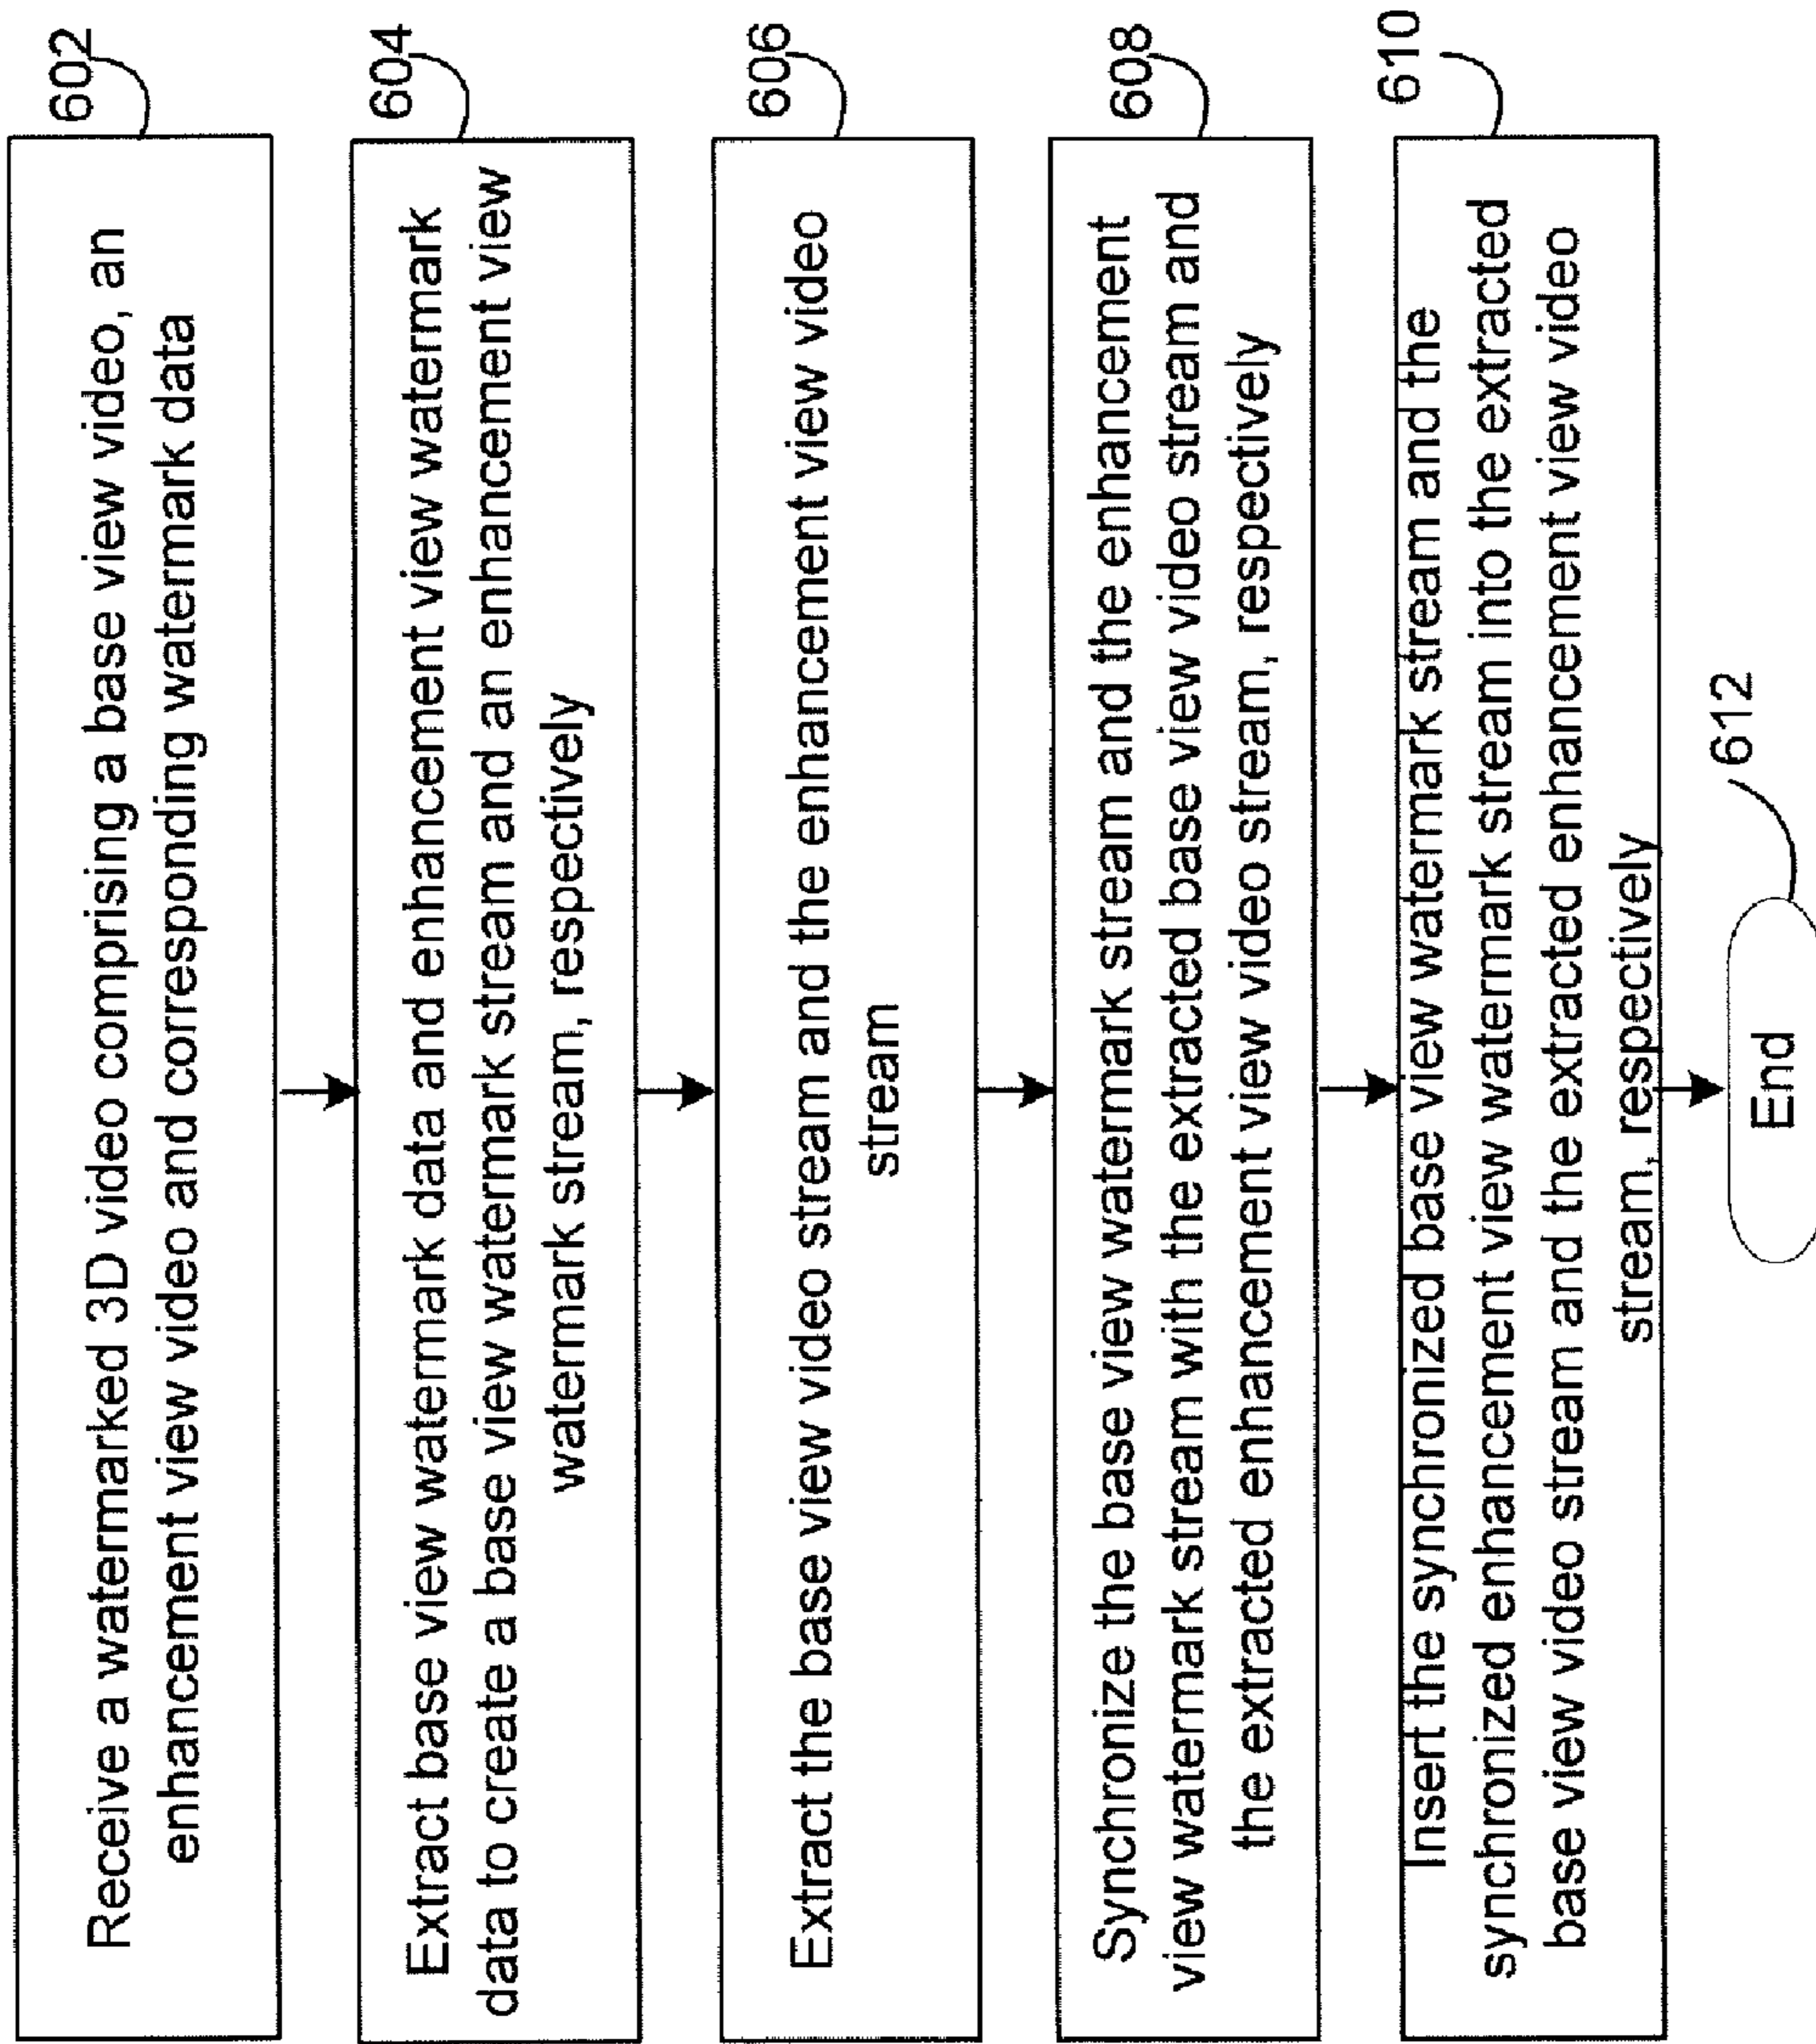 602
Receive a watermarked 3D video comprising a base view video, an
enhancement view video and corresponding watermark data
604
Extract base view watermark data and enhancement view watermark
data to create a base view watermark stream and an enhancement view
watermark stream, respectively
606
Extract the base view video stream and the enhancement view video
stream
608
Synchronize the base view watermark stream and the enhancement
view watermark stream with the extracted base view video stream and
the extracted enhancement view video stream, respectively
610
Insert the synchronized base view watermark stream and the
synchronized enhancement view watermark stream into the extracted
base view video stream and the extracted enhancement view video
stream, respectively
612
End